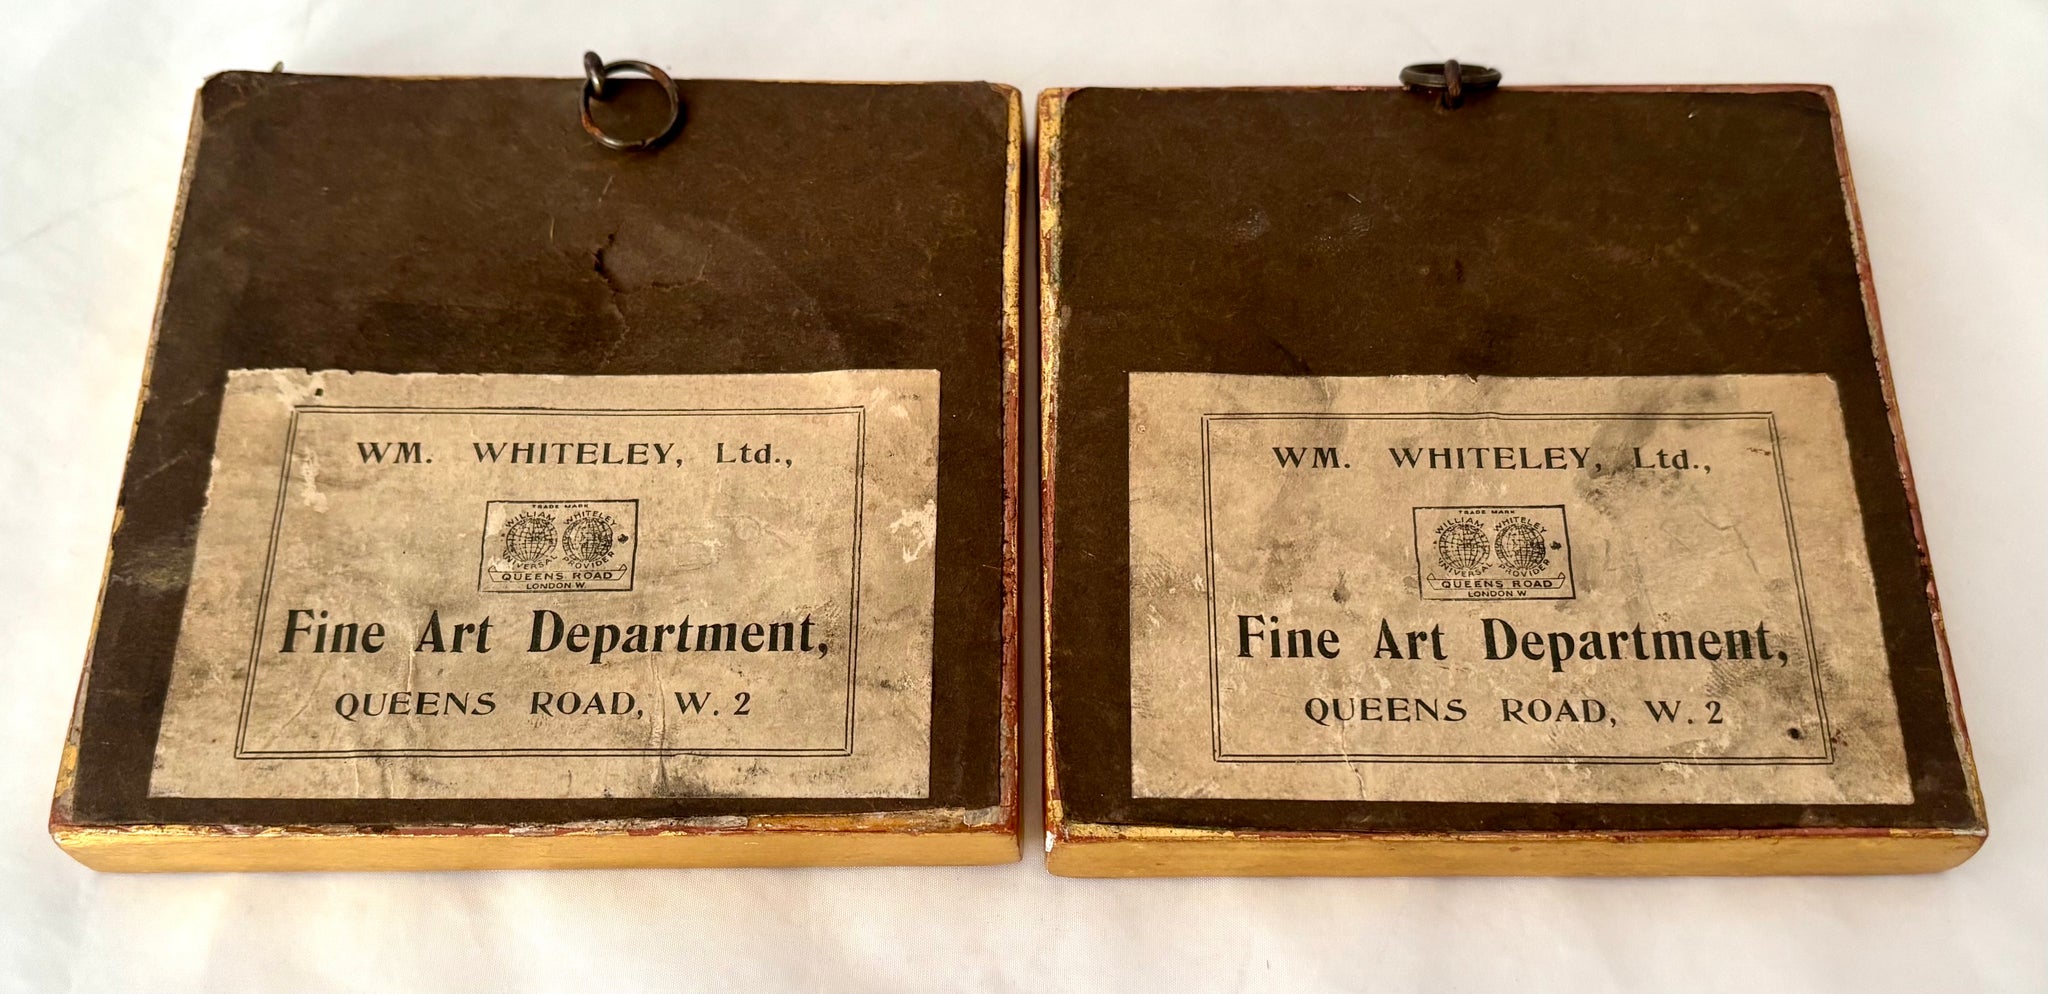 WM. WHITELEY, Ltd.,
TRADE MARK
WILLIAM WHITELEY
UNIVERSAL PROVIDER
QUEENS ROAD
LONDON W
Fine Art Department,
QUEENS ROAD, W. 2
WM. WHITELEY, Ltd.,
TRADE MARK
WILLIAM WHITELEY
UNIVERSAL PROVIDER
QUEENS ROAD
LONDON W
Fine Art Department,
QUEENS ROAD, W. 2